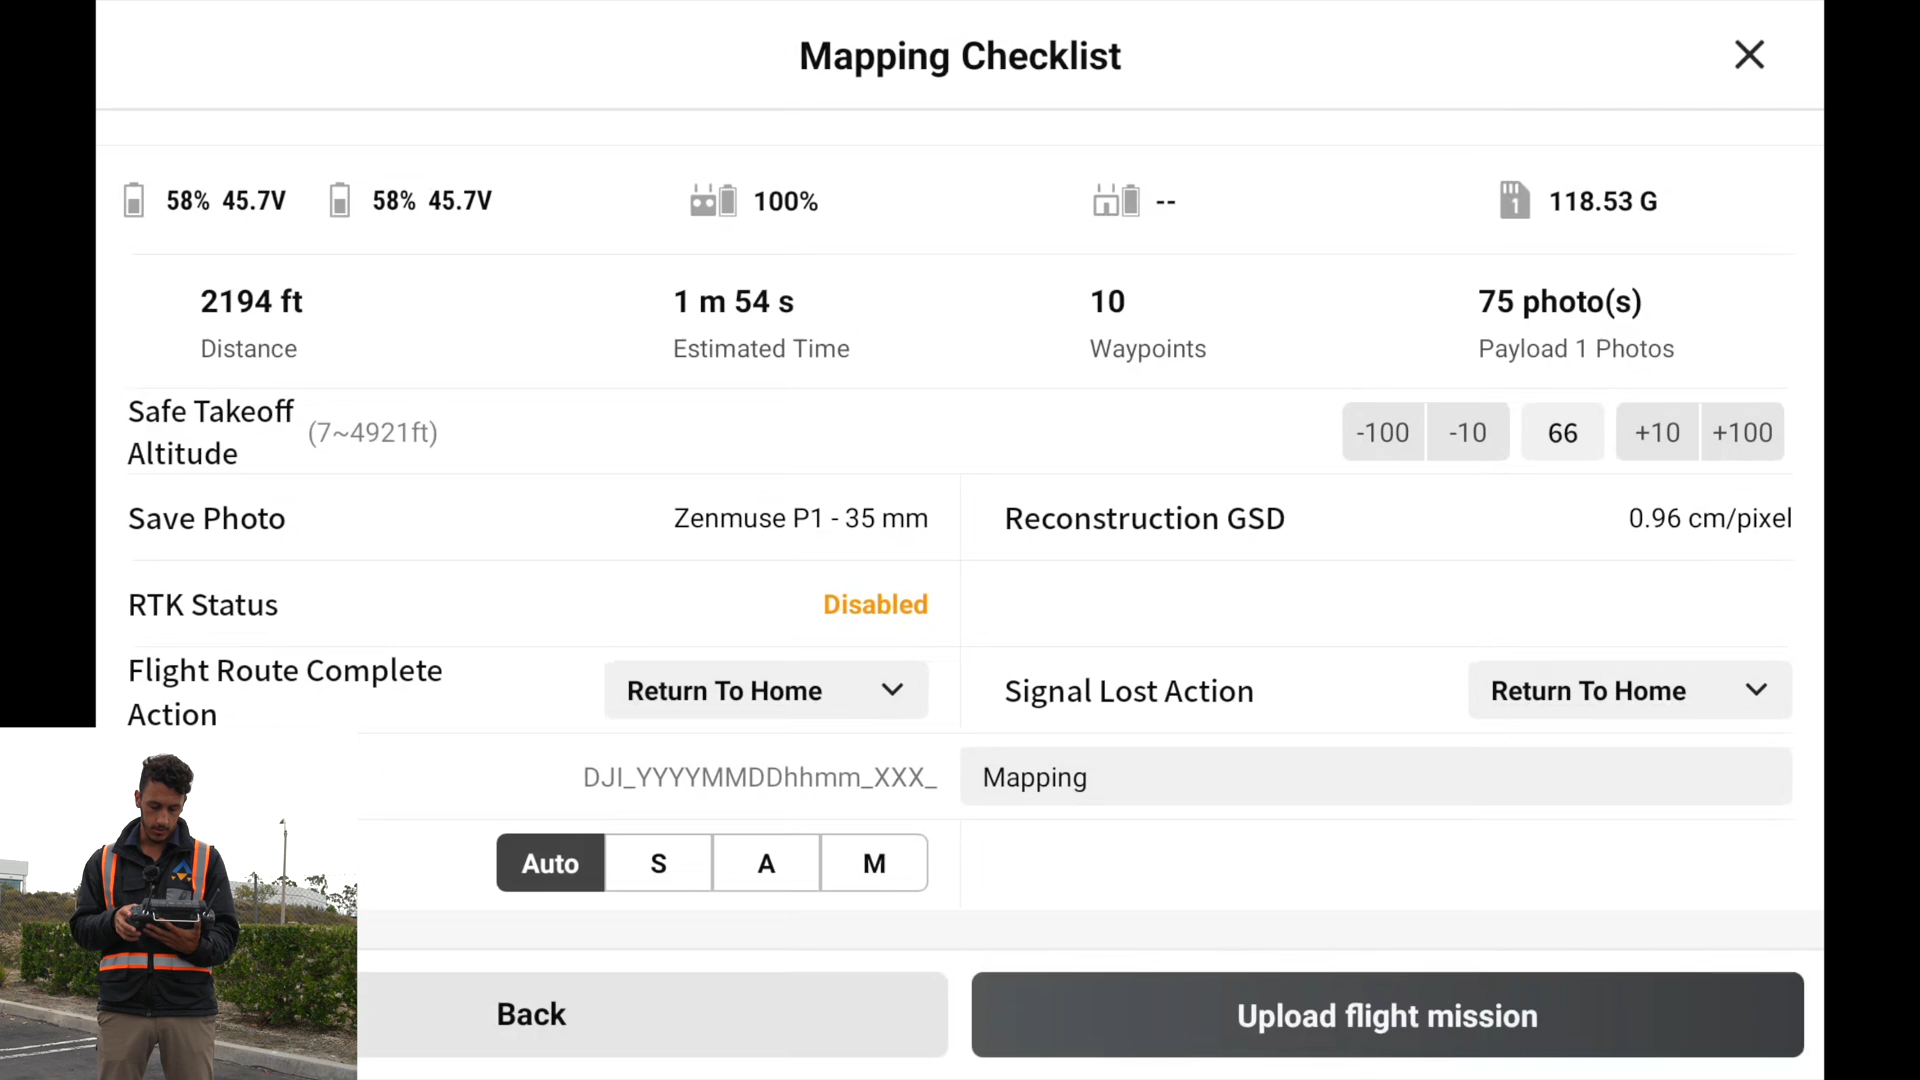 Mapping Checklist
58% 45.7V 58% 45.7V 100% -- 1 118.53 G
2194 ft 1 m 54 s 10 75 photo(s)
Distance Estimated Time Waypoints Payload 1 Photos
Safe Takeoff Altitude (7~4921ft) -100 -10 66 +10 +100
Save Photo Zenmuse P1 - 35 mm Reconstruction GSD 0.96 cm/pixel
RTK Status Disabled
Flight Route Complete Action Return To Home Signal Lost Action Return To Home
DJI_YYYYMMDDhhmm_XXX_ Mapping
Auto S A M
Back Upload flight mission